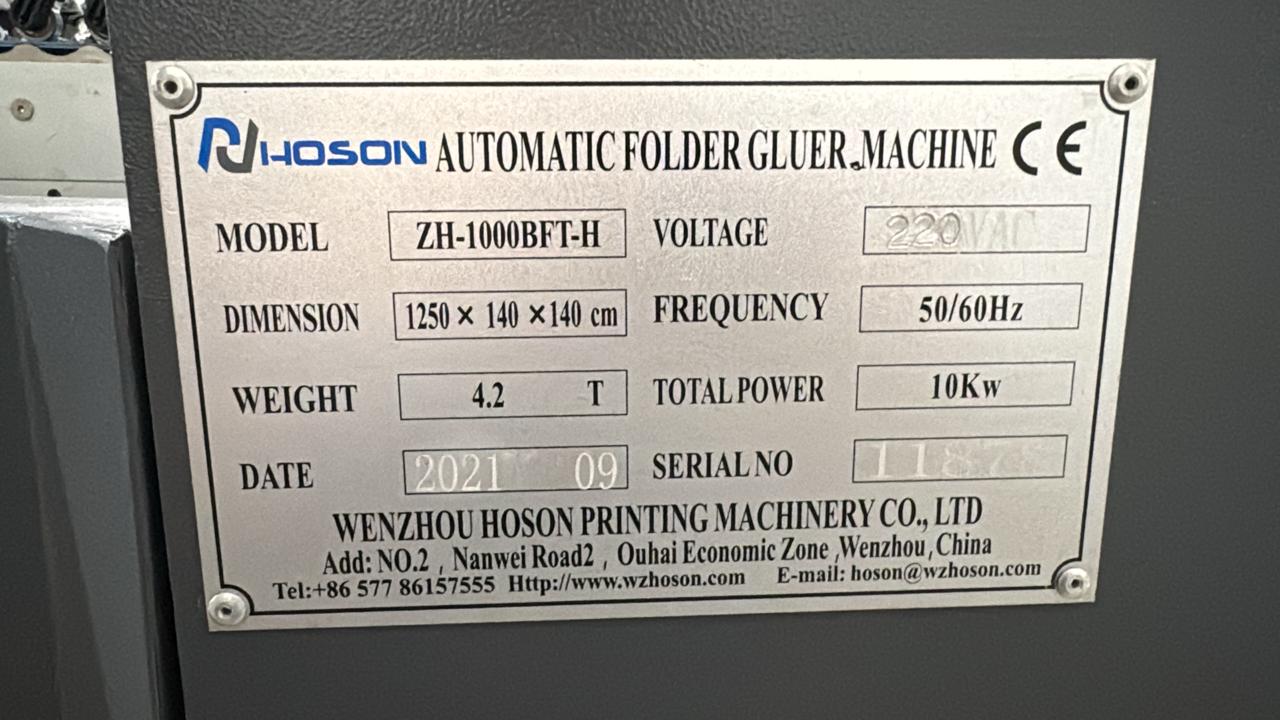 HOSON AUTOMATIC FOLDER GLUER MACHINE CE
MODEL ZH-1000BFT-H VOLTAGE 220VAC
DIMENSION 1250 × 140 ×140 cm FREQUENCY 50/60Hz
WEIGHT 4.2 T TOTAL POWER 10Kw
DATE 2021 09 SERIAL NO
WENZHOU HOSON PRINTING MACHINERY CO., LTD
Add: NO.2 , Nanwei Road2 , Ouhai Economic Zone ,Wenzhou, China
Tel:+86 577 86157555 Http://www.wzhoson.com E-mail: hoson@wzhoson.com